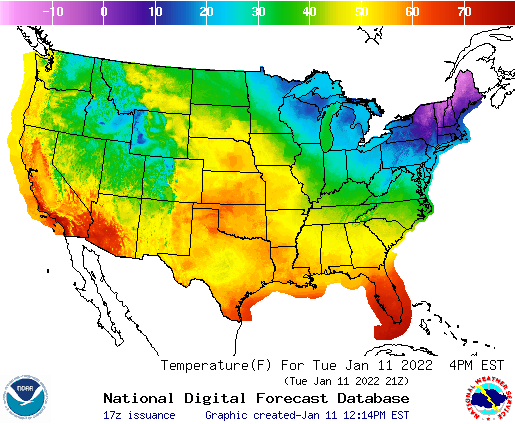 -10 0 10 20 30 40 50 60 70
Temperature(F) For Tue Jan 11 2022 4PM EST
(Tue Jan 11 2022 21Z)
National Digital Forecast Database
17z issuance Graphic created-Jan 11 12:14PM EST
NOAA
NATIONAL WEATHER SERVICE